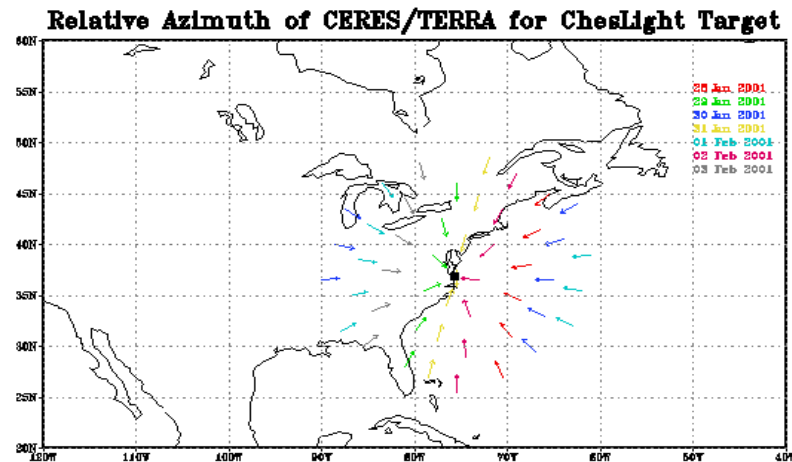 Relative Azimuth of CERES/TERRA for ChesLight Target
60N
55N
50N
45N
40N
35N
30N
25N
20N
120W 110W 100W 90W 80W 70W 60W 50W 40W
28 Jan 2001
29 Jan 2001
30 Jan 2001
31 Jan 2001
01 Feb 2001
02 Feb 2001
03 Feb 2001